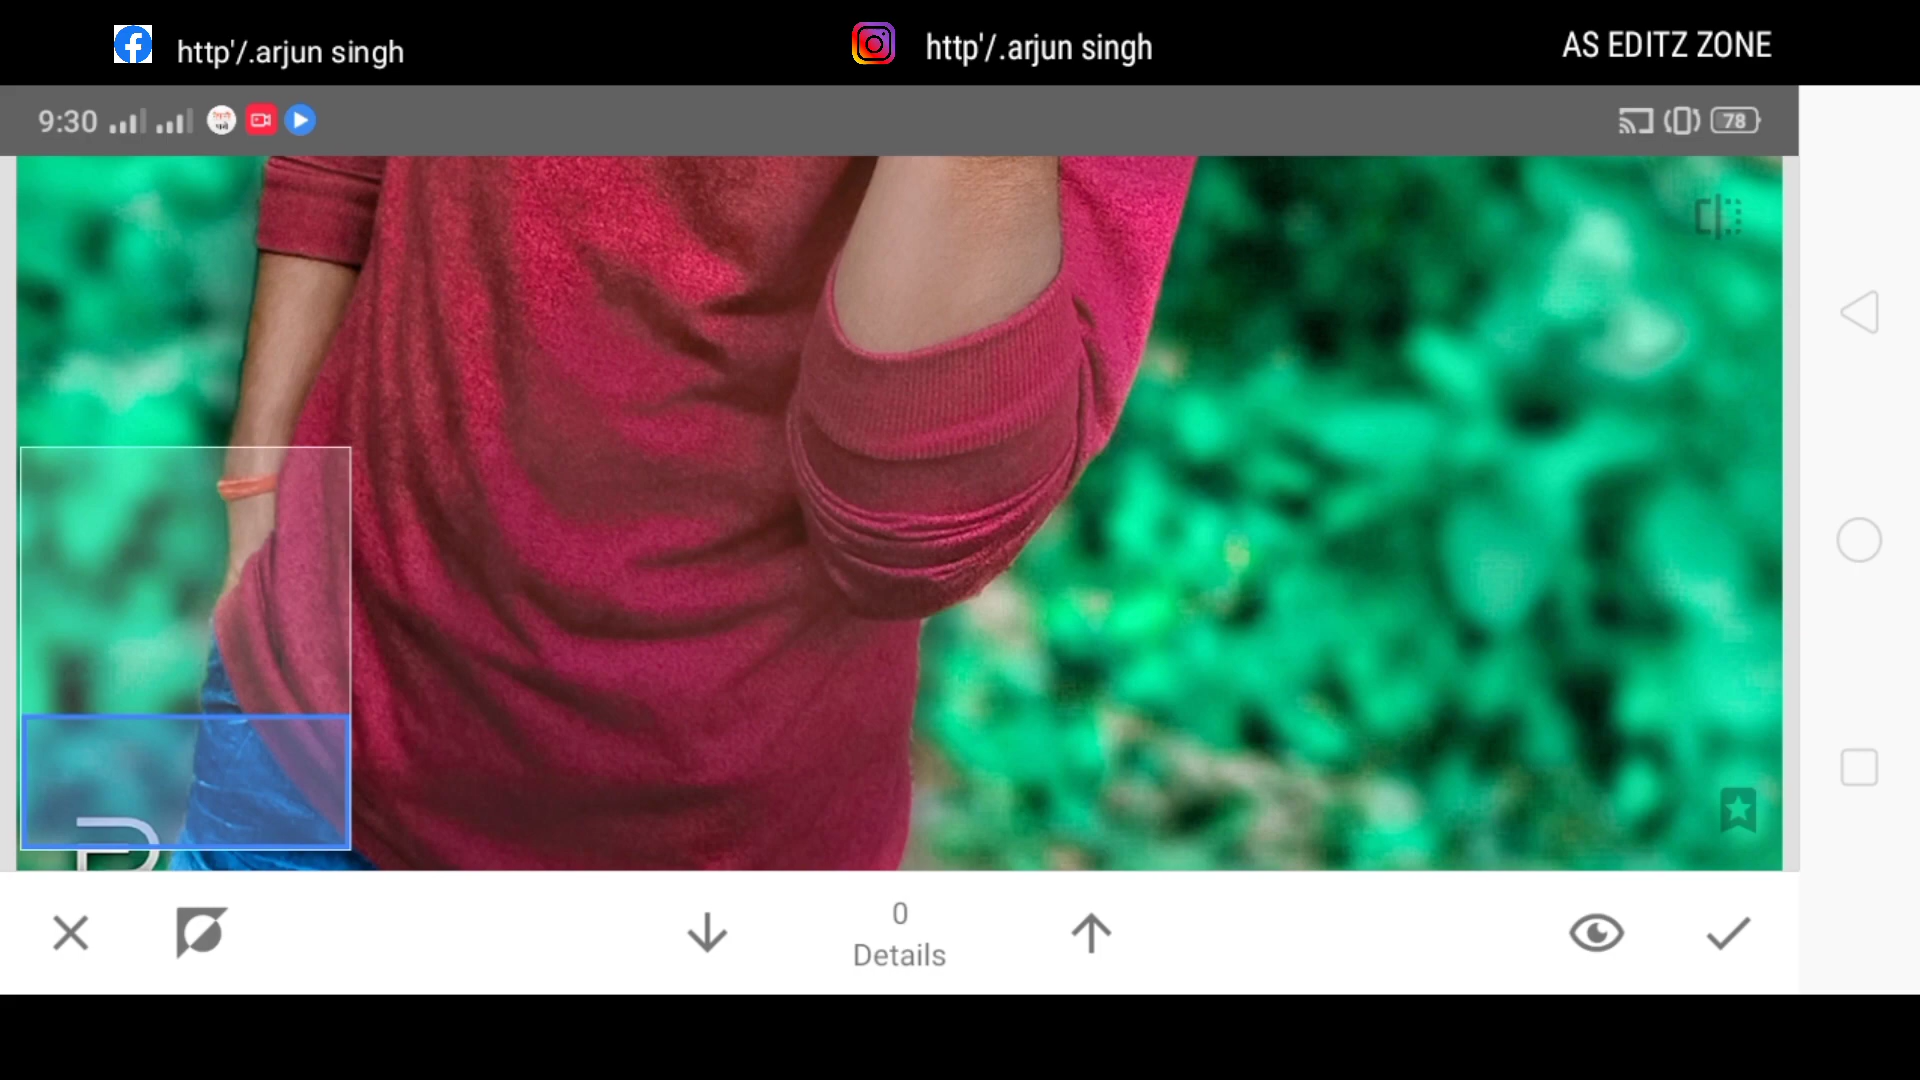 http'/.arjun singh
http'/.arjun singh
AS EDITZ ZONE
9:30
78
0
Details